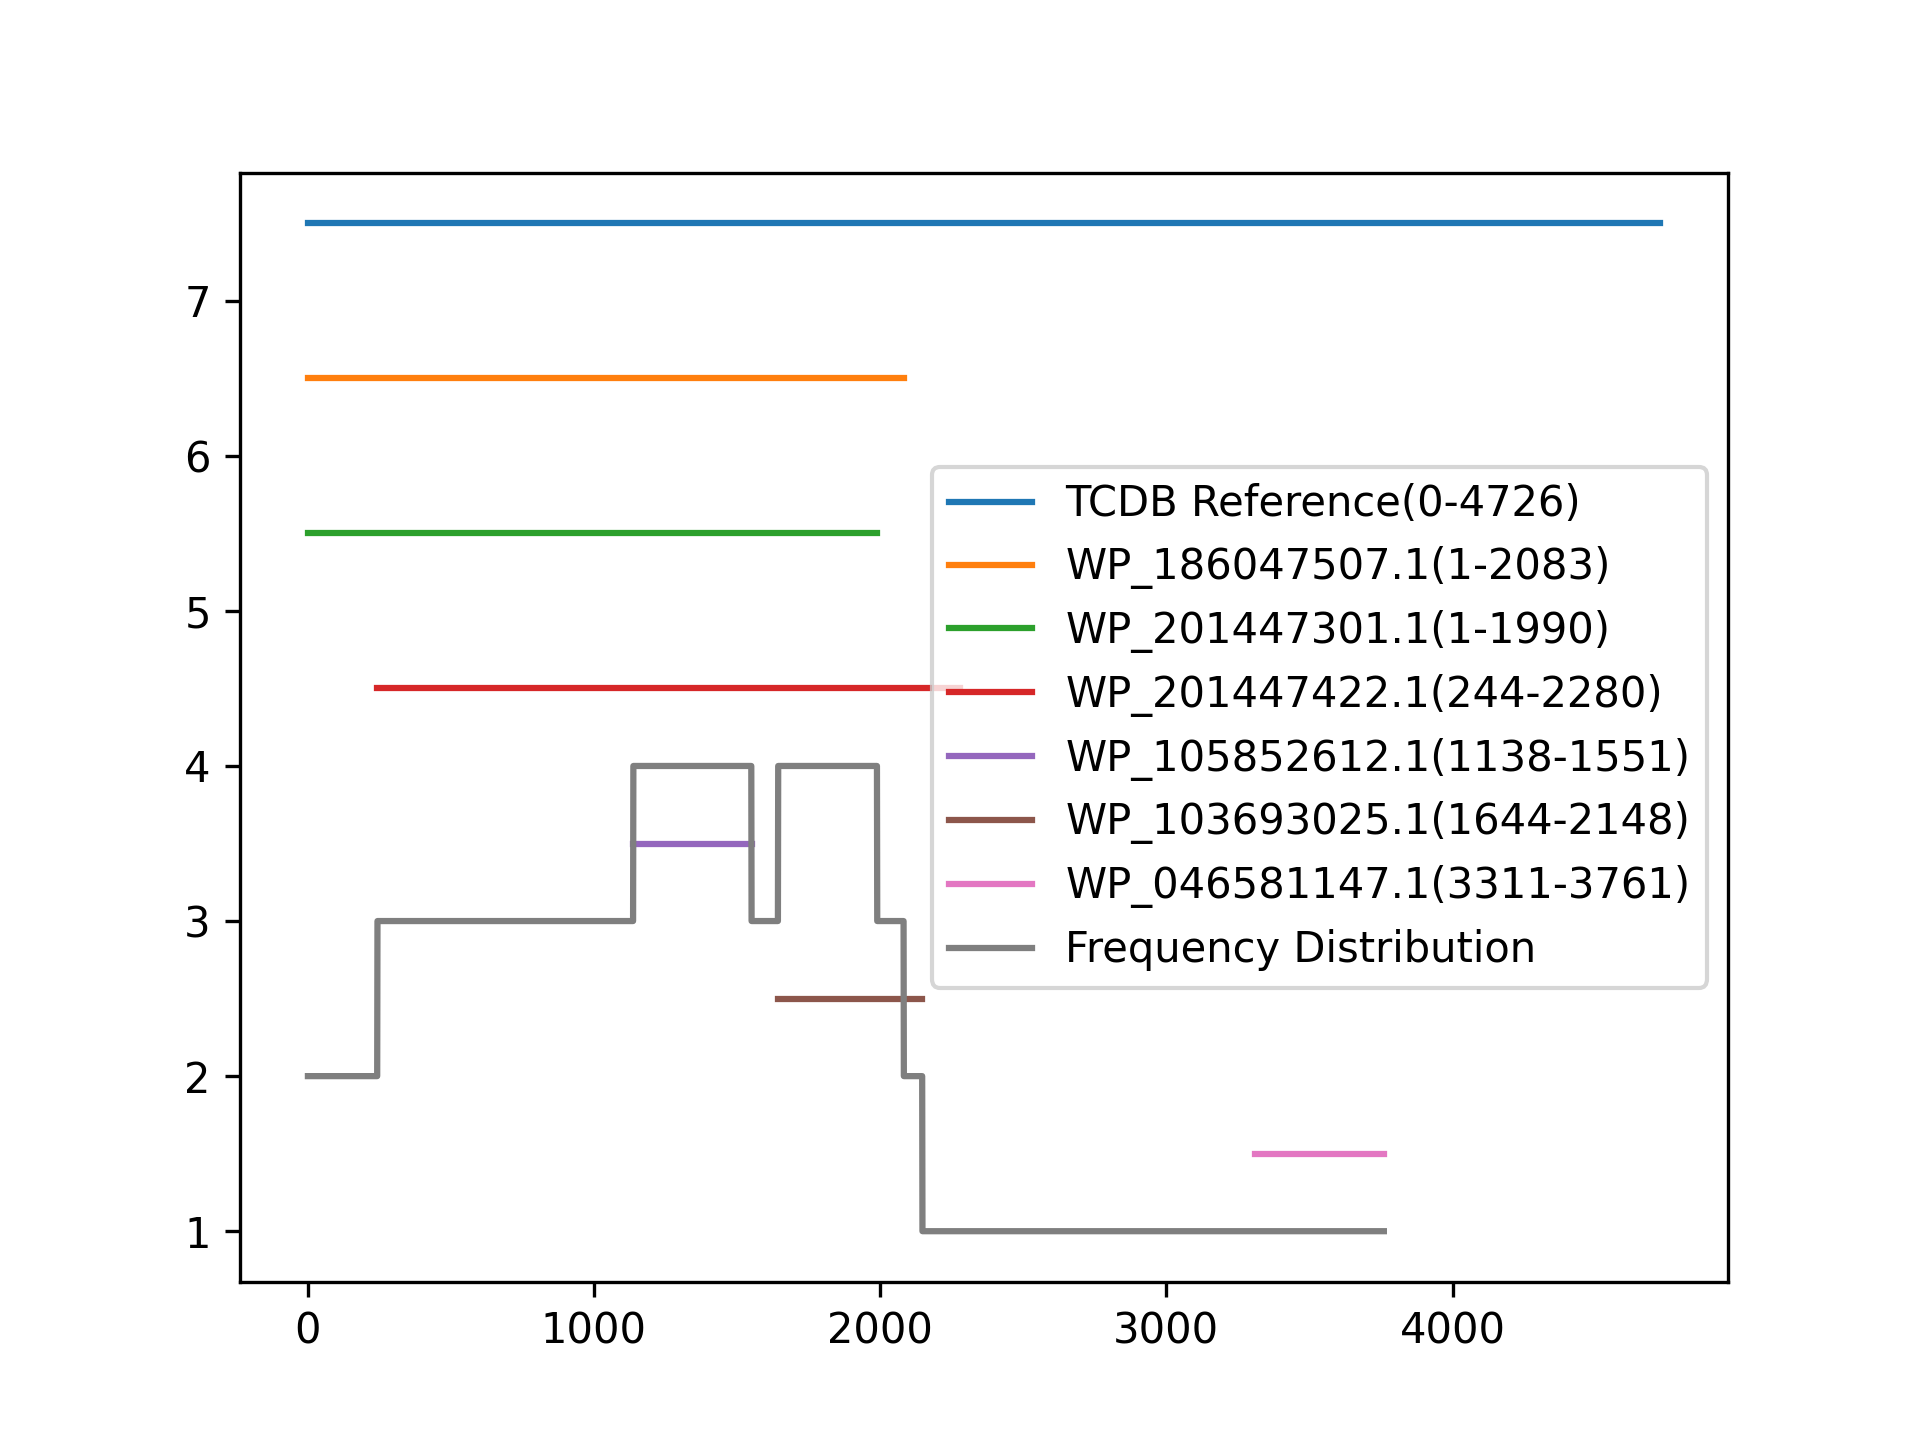 7
6
5
4
3
2
1
TCDB Reference(0-4726)
WP_186047507.1(1-2083)
WP_201447301.1(1-1990)
WP_201447422.1(244-2280)
WP_105852612.1(1138-1551)
WP_103693025.1(1644-2148)
WP_046581147.1(3311-3761)
Frequency Distribution
0 1000 2000 3000 4000